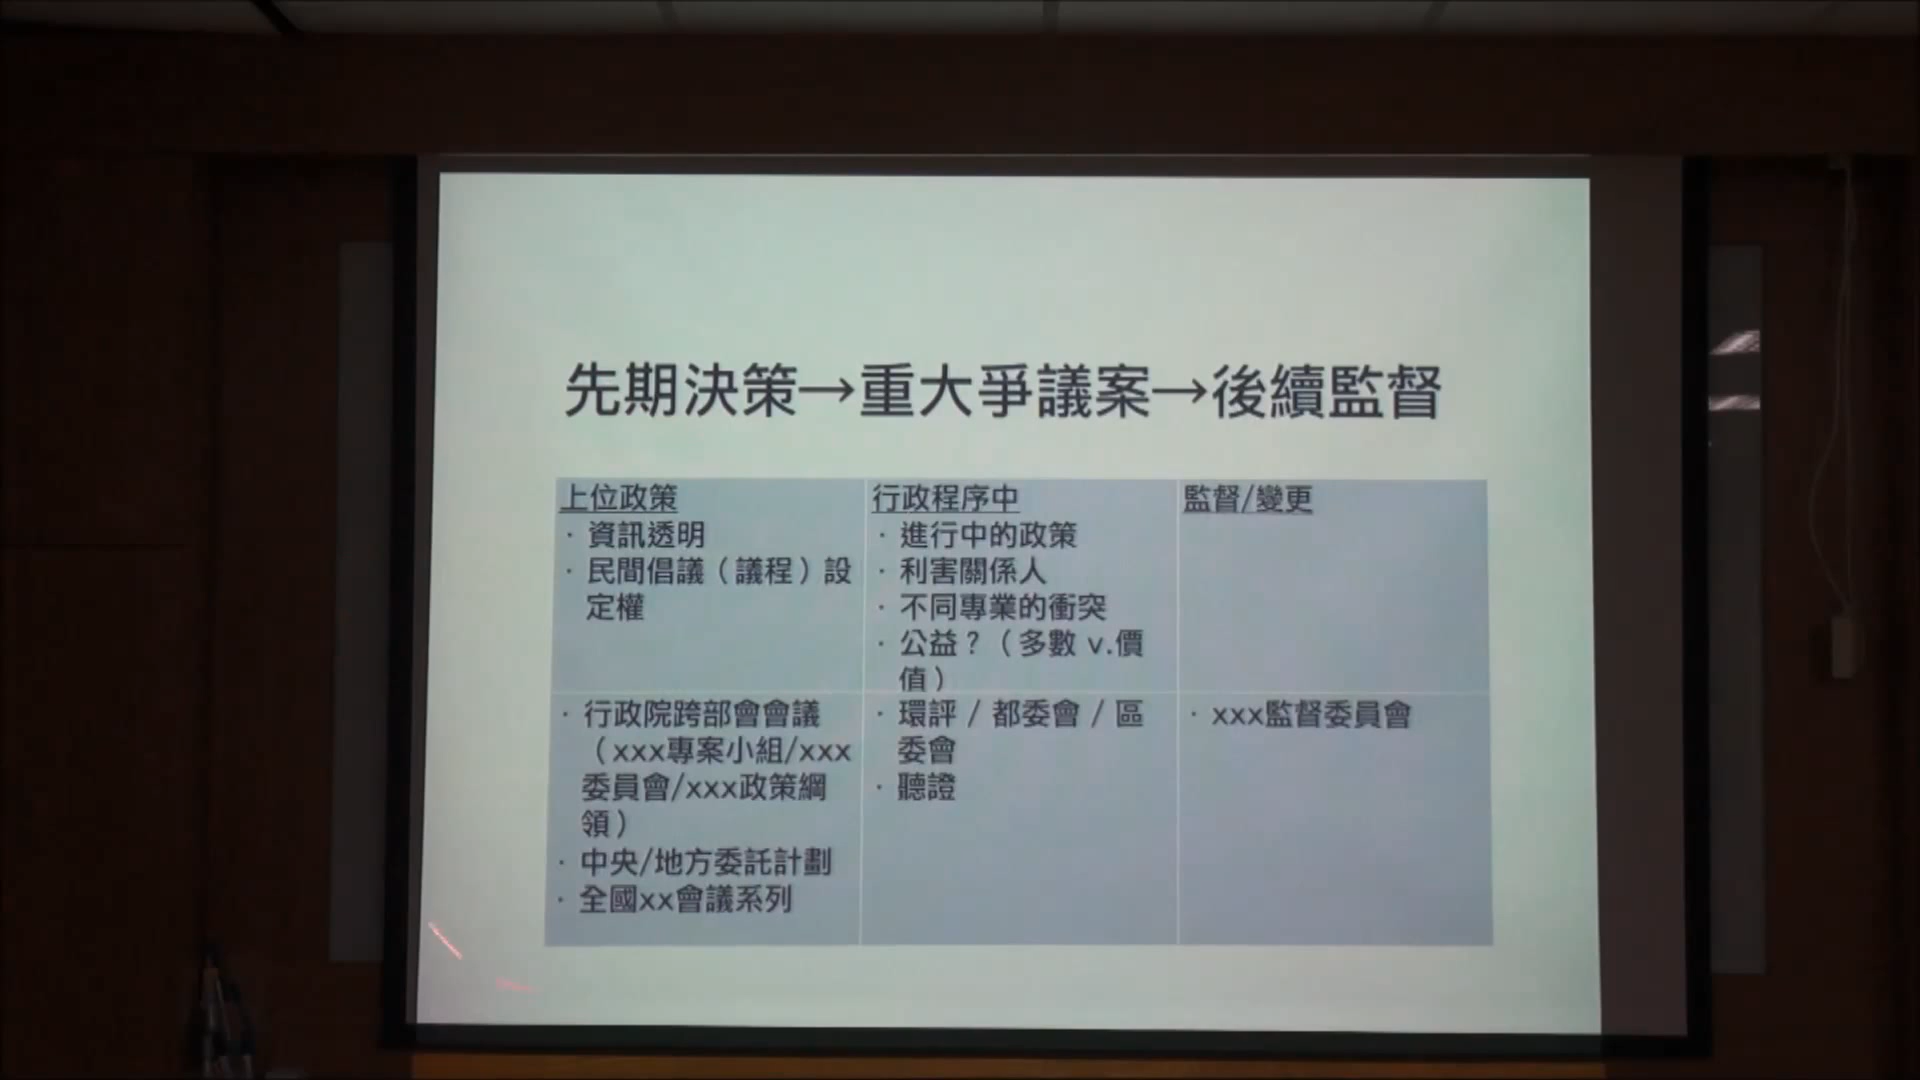 先期決策→重大爭議案→後續監督
上位政策
· 資訊透明
· 民間倡議（議程）設
定權
行政程序中
· 進行中的政策
· 利害關係人
· 不同專業的衝突
· 公益？（多數 v.價
值）
監督/變更
· 行政院跨部會會議
（xxx專案小組/xxx
委員會/xxx政策綱
領）
· 中央/地方委託計劃
· 全國xx會議系列
· 環評 / 都委會 / 區
委會
· 聽證
· xxx監督委員會